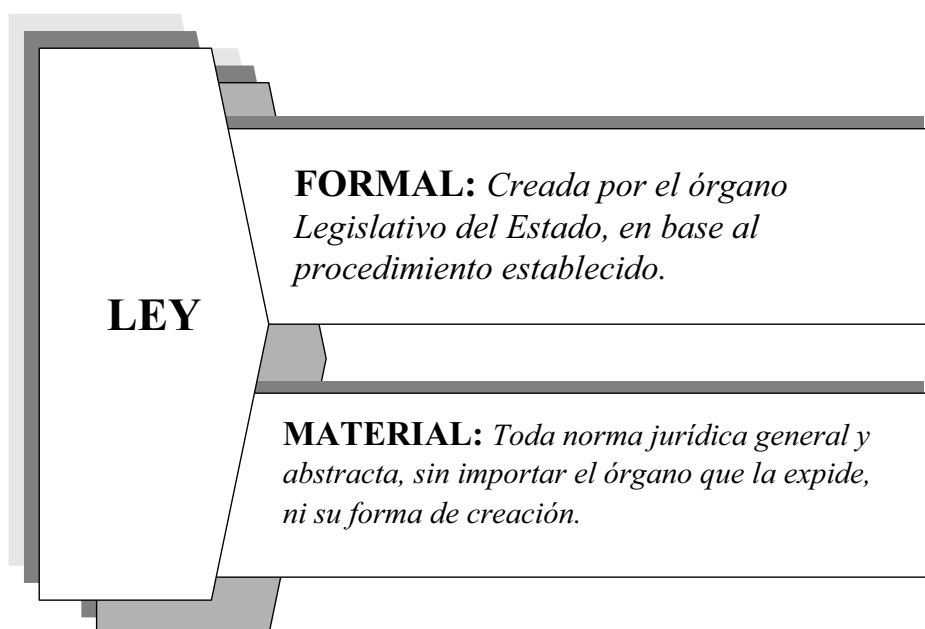 LEY
FORMAL: Creada por el órgano
Legislativo del Estado, en base al
procedimiento establecido.
MATERIAL: Toda norma jurídica general y
abstracta, sin importar el órgano que la expide,
ni su forma de creación.